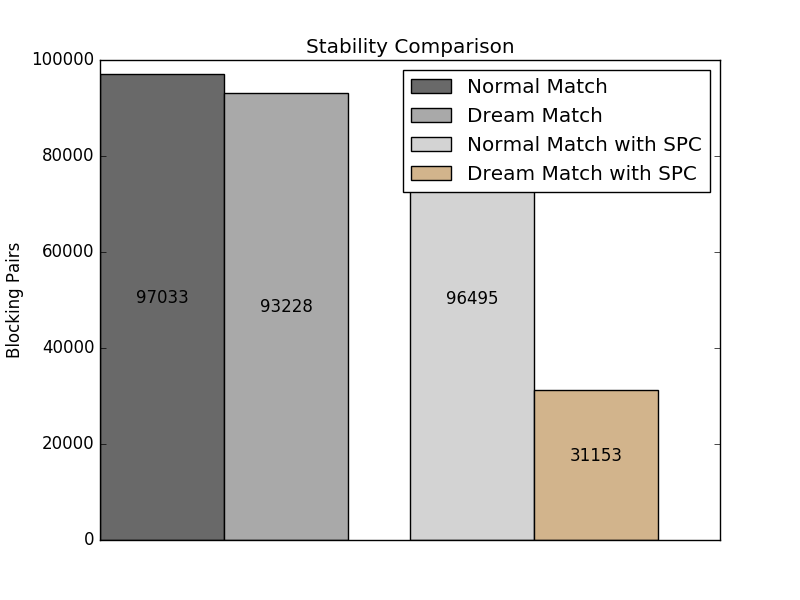 Stability Comparison
100000
80000
60000
40000
20000
0
Blocking Pairs
Normal Match
Dream Match
Normal Match with SPC
Dream Match with SPC
97033
93228
96495
31153